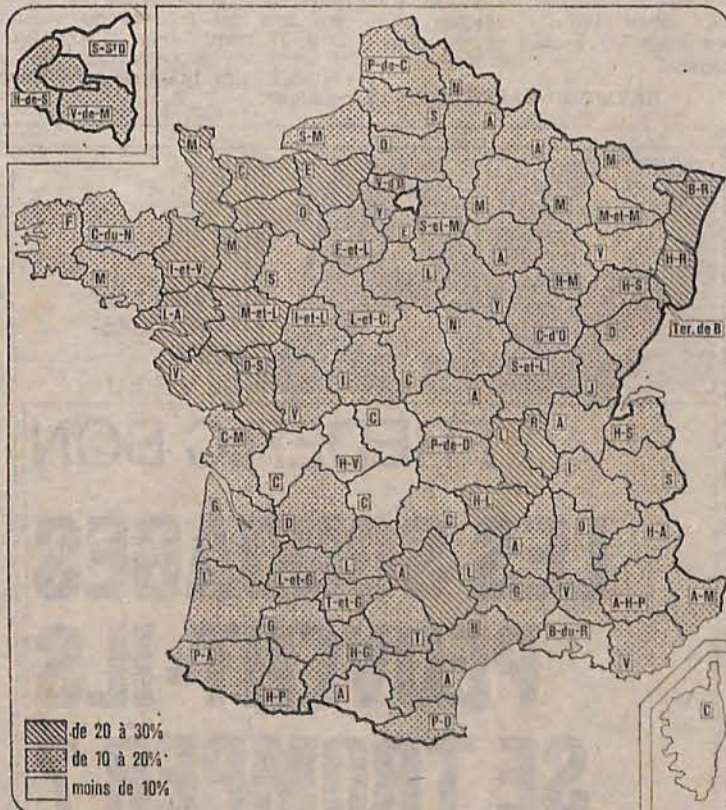 S-St D
H-de-S
V-de-M
P-de-C
N
S
S-M
O
A
A
M
M
C
E
V-d'O
B-R
O
Y
E
S-et-M
M
M
M-et-M
F
C-du-N
M
I-et-V
M
S
E-et-L
L
A
H-M
V
H-R
H-S
L-A
M-et-L
I-et-L
L-et-C
Y
C-d'O
D
Ter. de B
V
D-S
V
I
C
N
S-et-L
J
C-M
C
H-V
C
A
P-de-D
L
R
A
H-S
C
I
S
G
D
C
H-L
A
D
H-A
L
L-et-G
L
A
L
G
V
A-H-P
A-M
T-et-G
G
T
H
B-du-R
V
P-A
H-P
H-G
A
A
P-O
C
de 20 à 30%
de 10 à 20%
moins de 10%